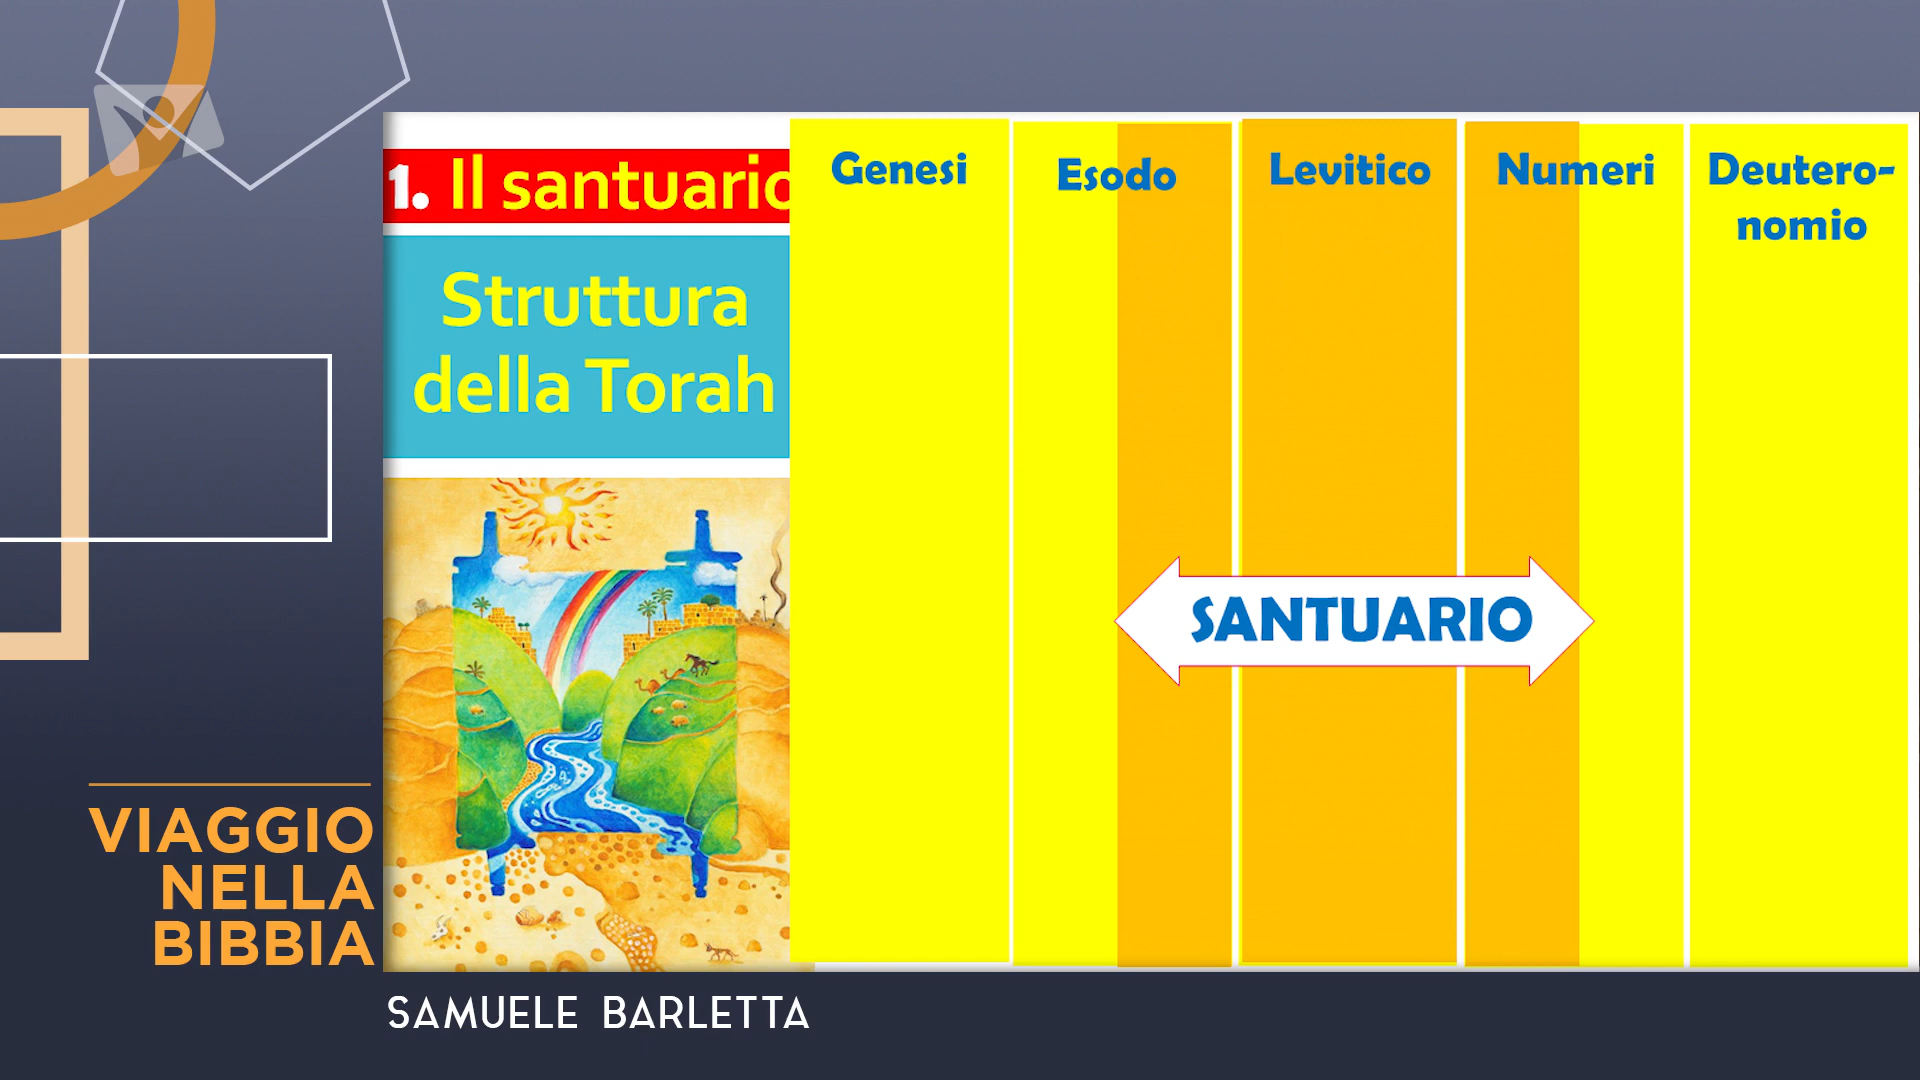 1. Il santuario
Struttura
della Torah
Genesi
Esodo
Levitico
Numeri
Deutero-
nomio
SANTUARIO
VIAGGIO
NELLA
BIBBIA
SAMUELE BARLETTA